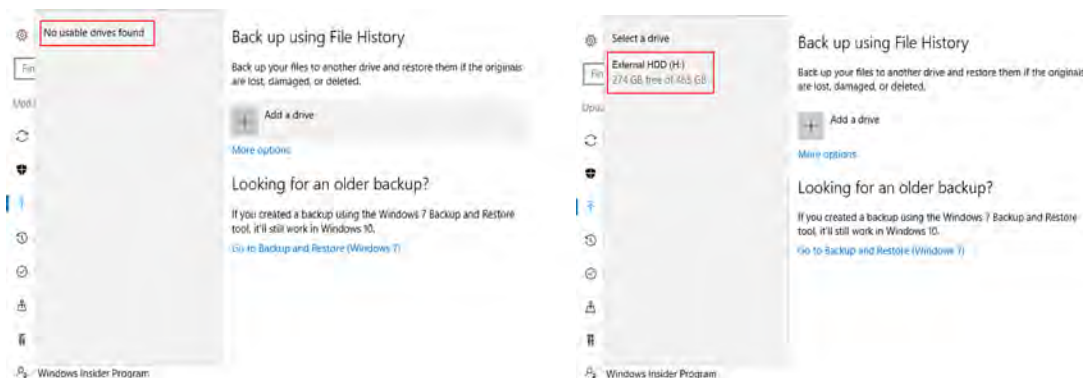 No usable drives found
Fin
Back up using File History
Back up your files to another drive and restore them if the originals
are lost, damaged, or deleted.
Add a drive
More options
Looking for an older backup?
If you created a backup using the Windows 7 Backup and Restore
tool, it'll still work in Windows 10.
Go to Backup and Restore (Windows 7)
Windows Insider Program
Select a drive
External HDD (H:)
274 GB free of 465 GB
Fin
Back up using File History
Back up your files to another drive and restore them if the originals
are lost, damaged, or deleted.
Add a drive
More options
Looking for an older backup?
If you created a backup using the Windows 7 Backup and Restore
tool, it'll still work in Windows 10.
Go to Backup and Restore (Windows 7)
Windows Insider Program